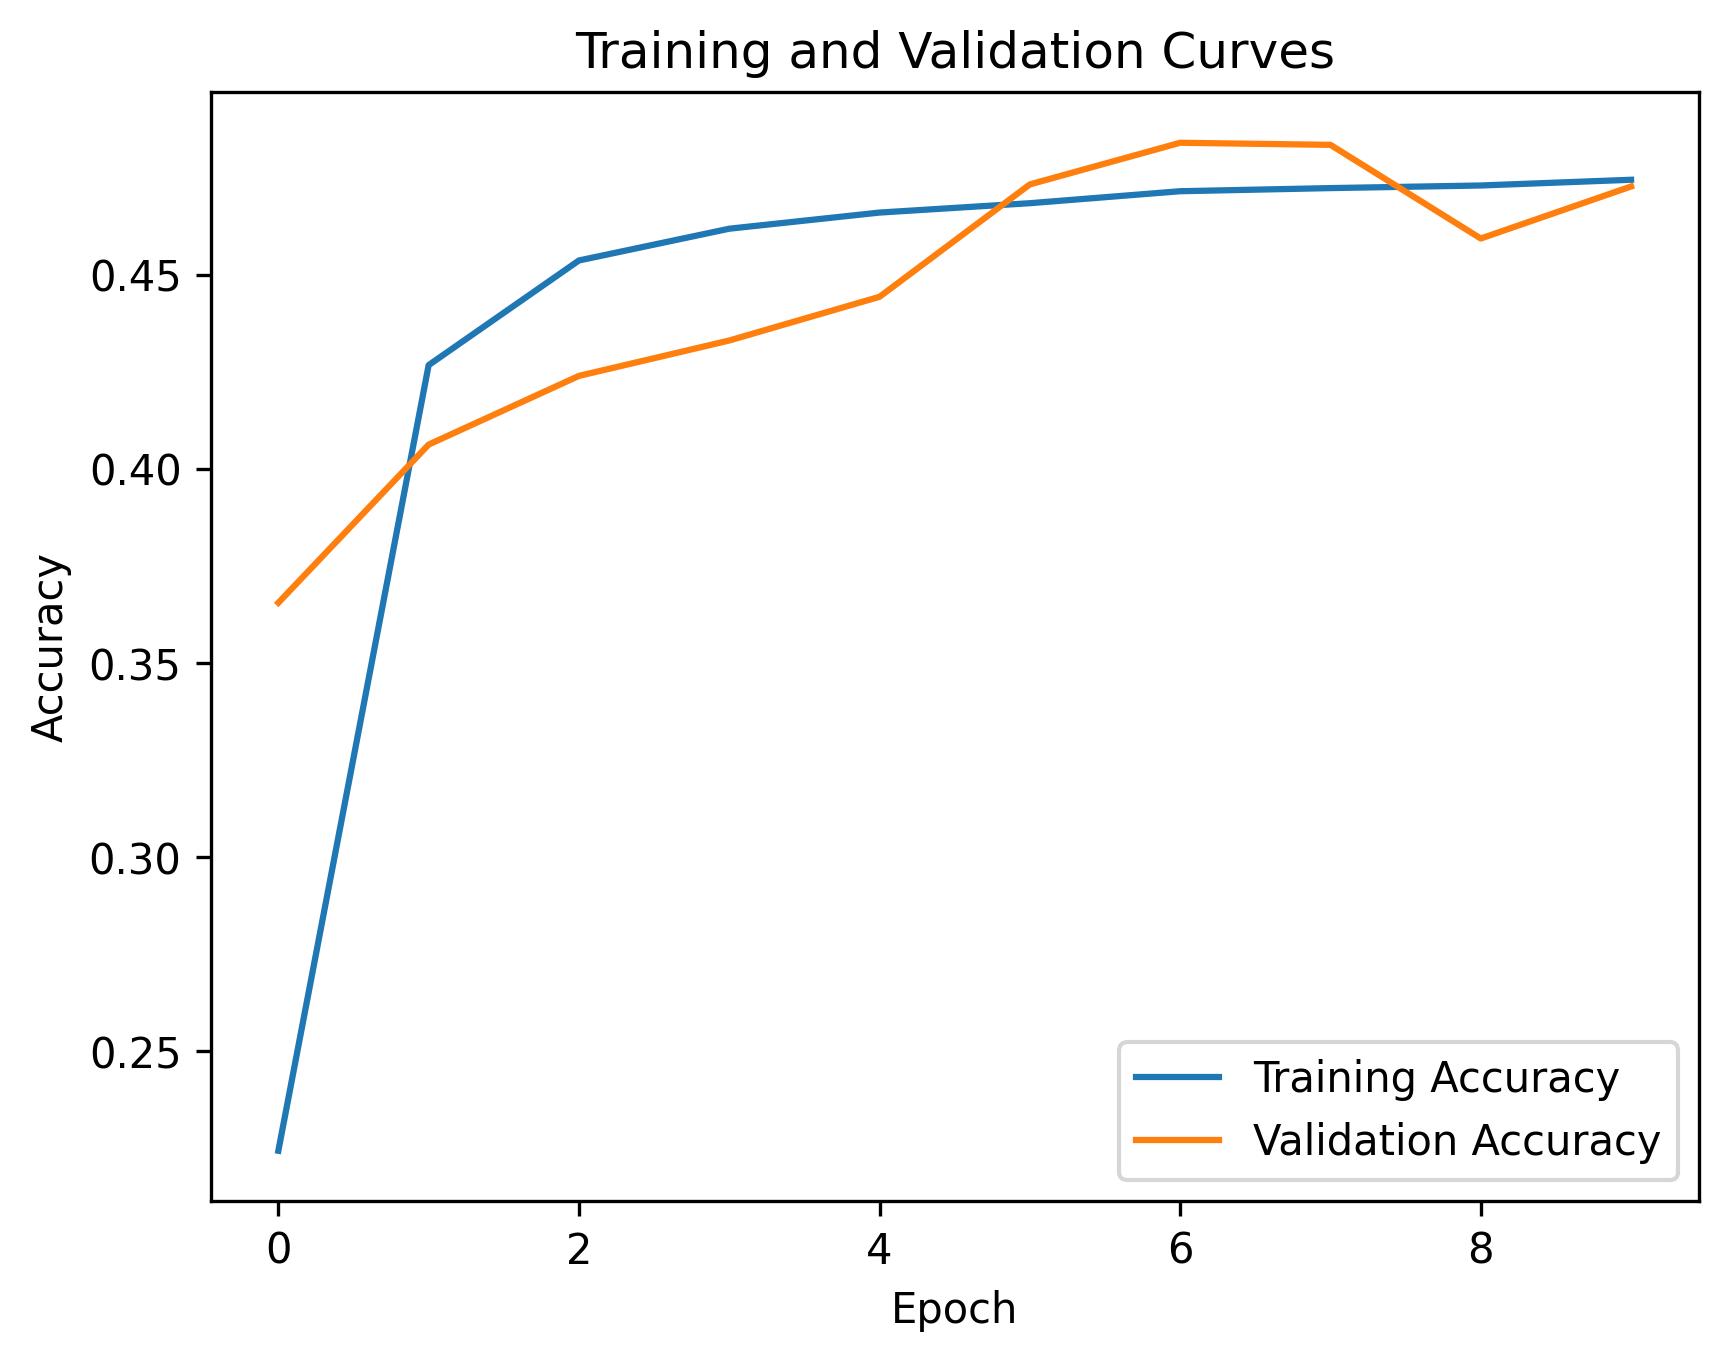 Training and Validation Curves
Accuracy
0.45
0.40
0.35
0.30
0.25
0 2 4 6 8
Epoch
Training Accuracy
Validation Accuracy